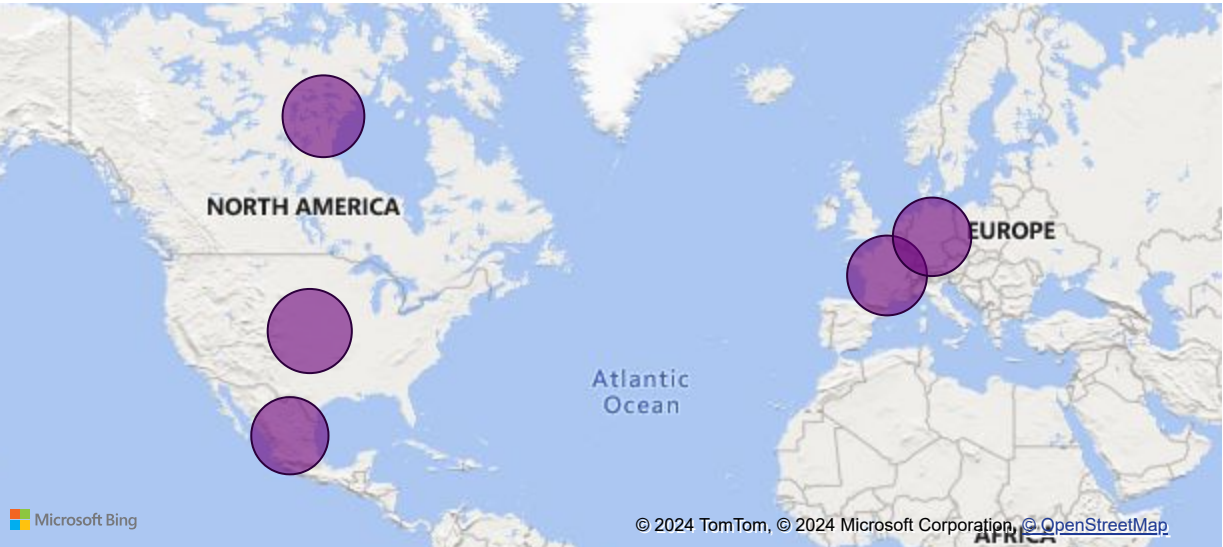 NORTH AMERICA
EUROPE
Atlantic
Ocean
Microsoft Bing
© 2024 TomTom, © 2024 Microsoft Corporation, © OpenStreetMap
AFRICA